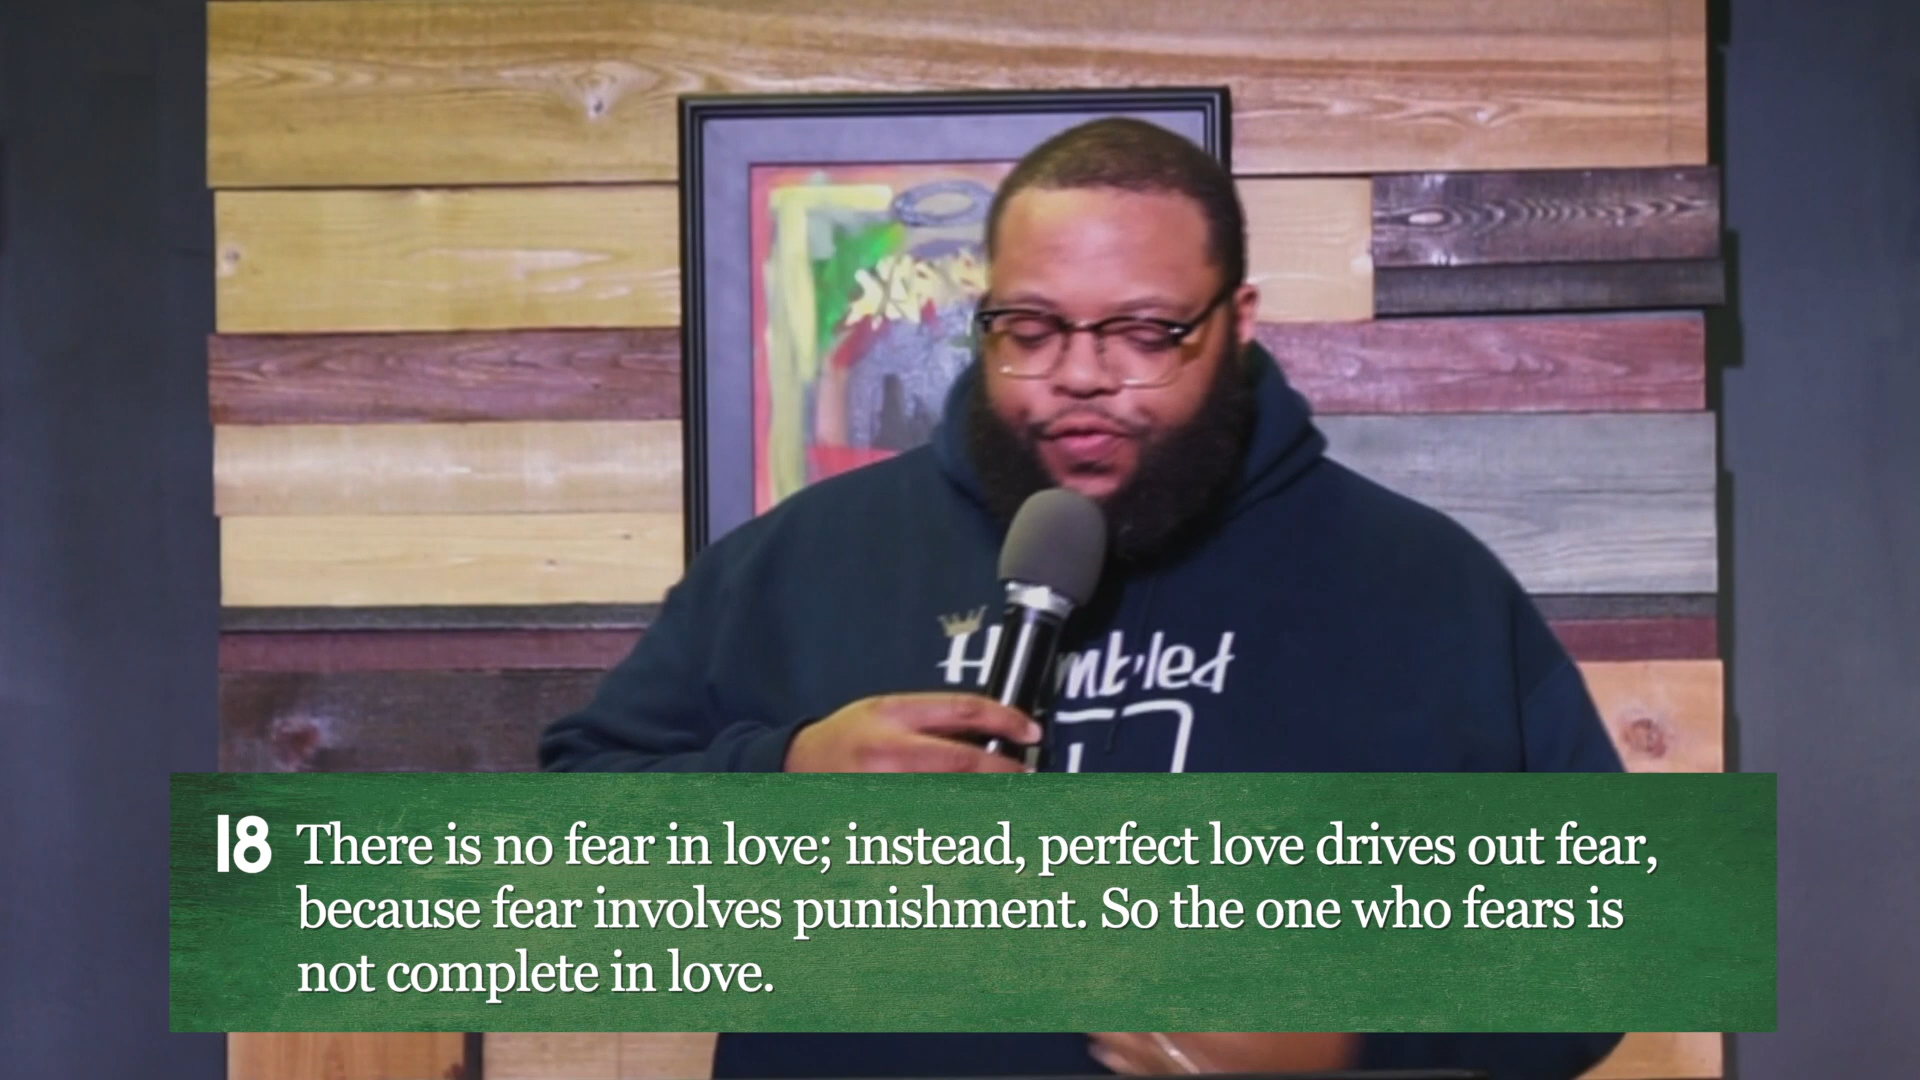 18 There is no fear in love; instead, perfect love drives out fear,
because fear involves punishment. So the one who fears is
not complete in love.